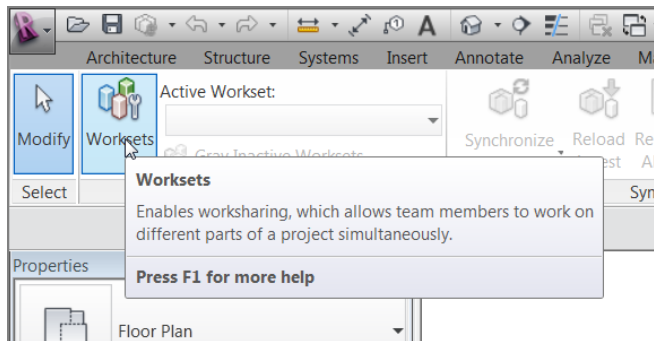 Architecture Structure Systems Insert Annotate Analyze
Active Workset:
Modify Worksets Synchronize Reload
Gray Inactive Worksets
Select
Worksets
Enables worksharing, which allows team members to work on
different parts of a project simultaneously.
Press F1 for more help
Properties
Floor Plan